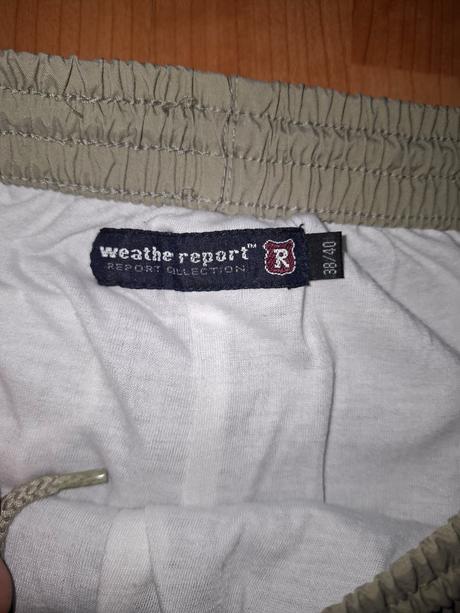 weathe report™
REPORT COLLECTION
R
38/40